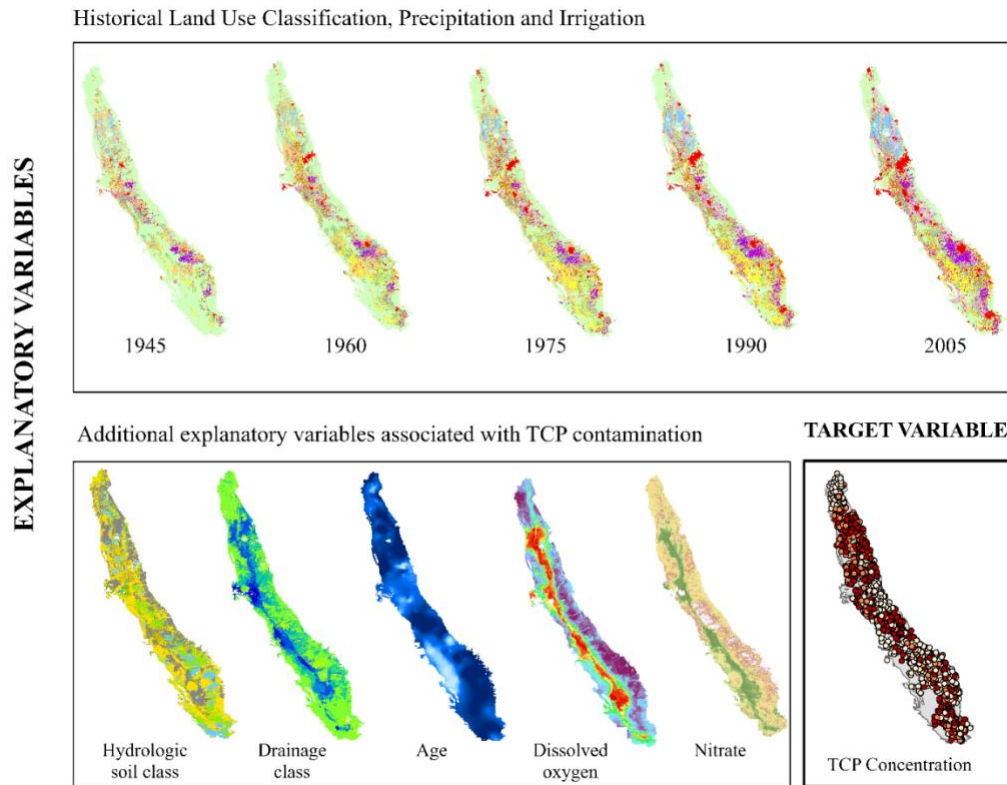 Historical Land Use Classification, Precipitation and Irrigation
EXPLANATORY VARIABLES
1945
1960
1975
1990
2005
Additional explanatory variables associated with TCP contamination
TARGET VARIABLE
Hydrologic
soil class
Drainage
class
Age
Dissolved
oxygen
Nitrate
TCP Concentration